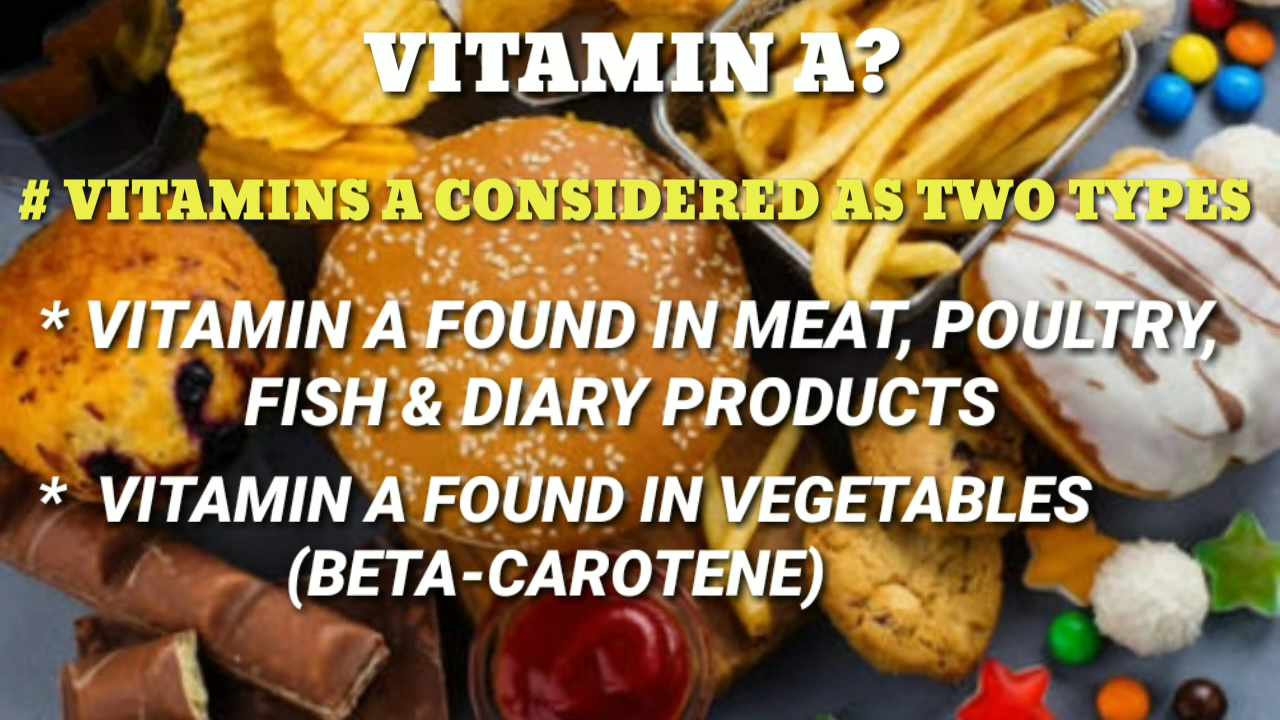 VITAMIN A?
# VITAMINS A CONSIDERED AS TWO TYPES
* VITAMIN A FOUND IN MEAT, POULTRY,
FISH & DIARY PRODUCTS
* VITAMIN A FOUND IN VEGETABLES
(BETA-CAROTENE)